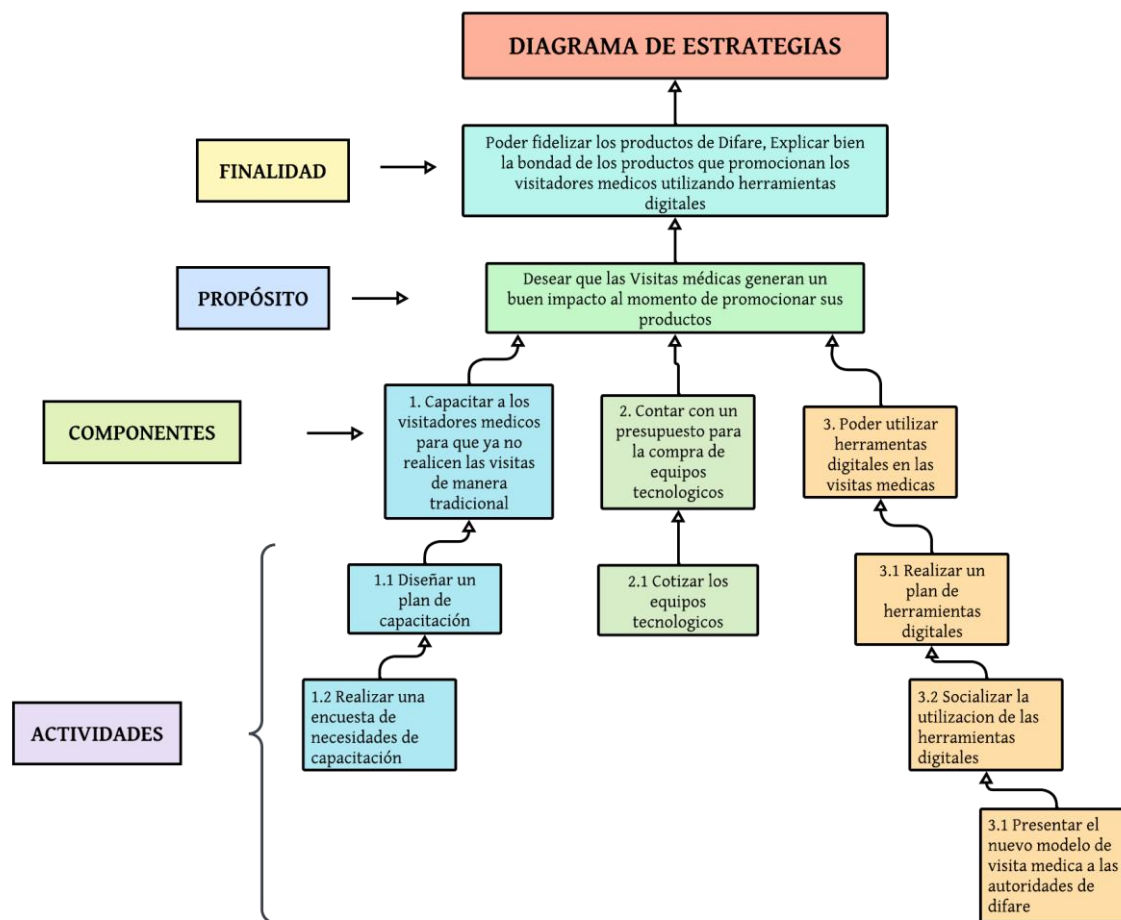 DIAGRAMA DE ESTRATEGIAS
FINALIDAD
Poder fidelizar los productos de Difare, Explicar bien
la bondad de los productos que promocionan los
visitadores medicos utilizando herramientas
digitales
PROPÓSITO
Desear que las Visitas médicas generan un
buen impacto al momento de promocionar sus
productos
COMPONENTES
1. Capacitar a los
visitadores medicos
para que ya no
realicen las visitas
de manera
tradicional
2. Contar con un
presupuesto para
la compra de
equipos
tecnologicos
3. Poder utilizar
herramentas
digitales en las
visitas medicas
ACTIVIDADES
1.1 Diseñar un
plan de
capacitación
2.1 Cotizar los
equipos
tecnologicos
3.1 Realizar un
plan de
herramientas
digitales
1.2 Realizar una
encuesta de
necesidades de
capacitación
3.2 Socializar la
utilizacion de las
herramientas
digitales
3.1 Presentar el
nuevo modelo de
visita medica a las
autoridades de
difare